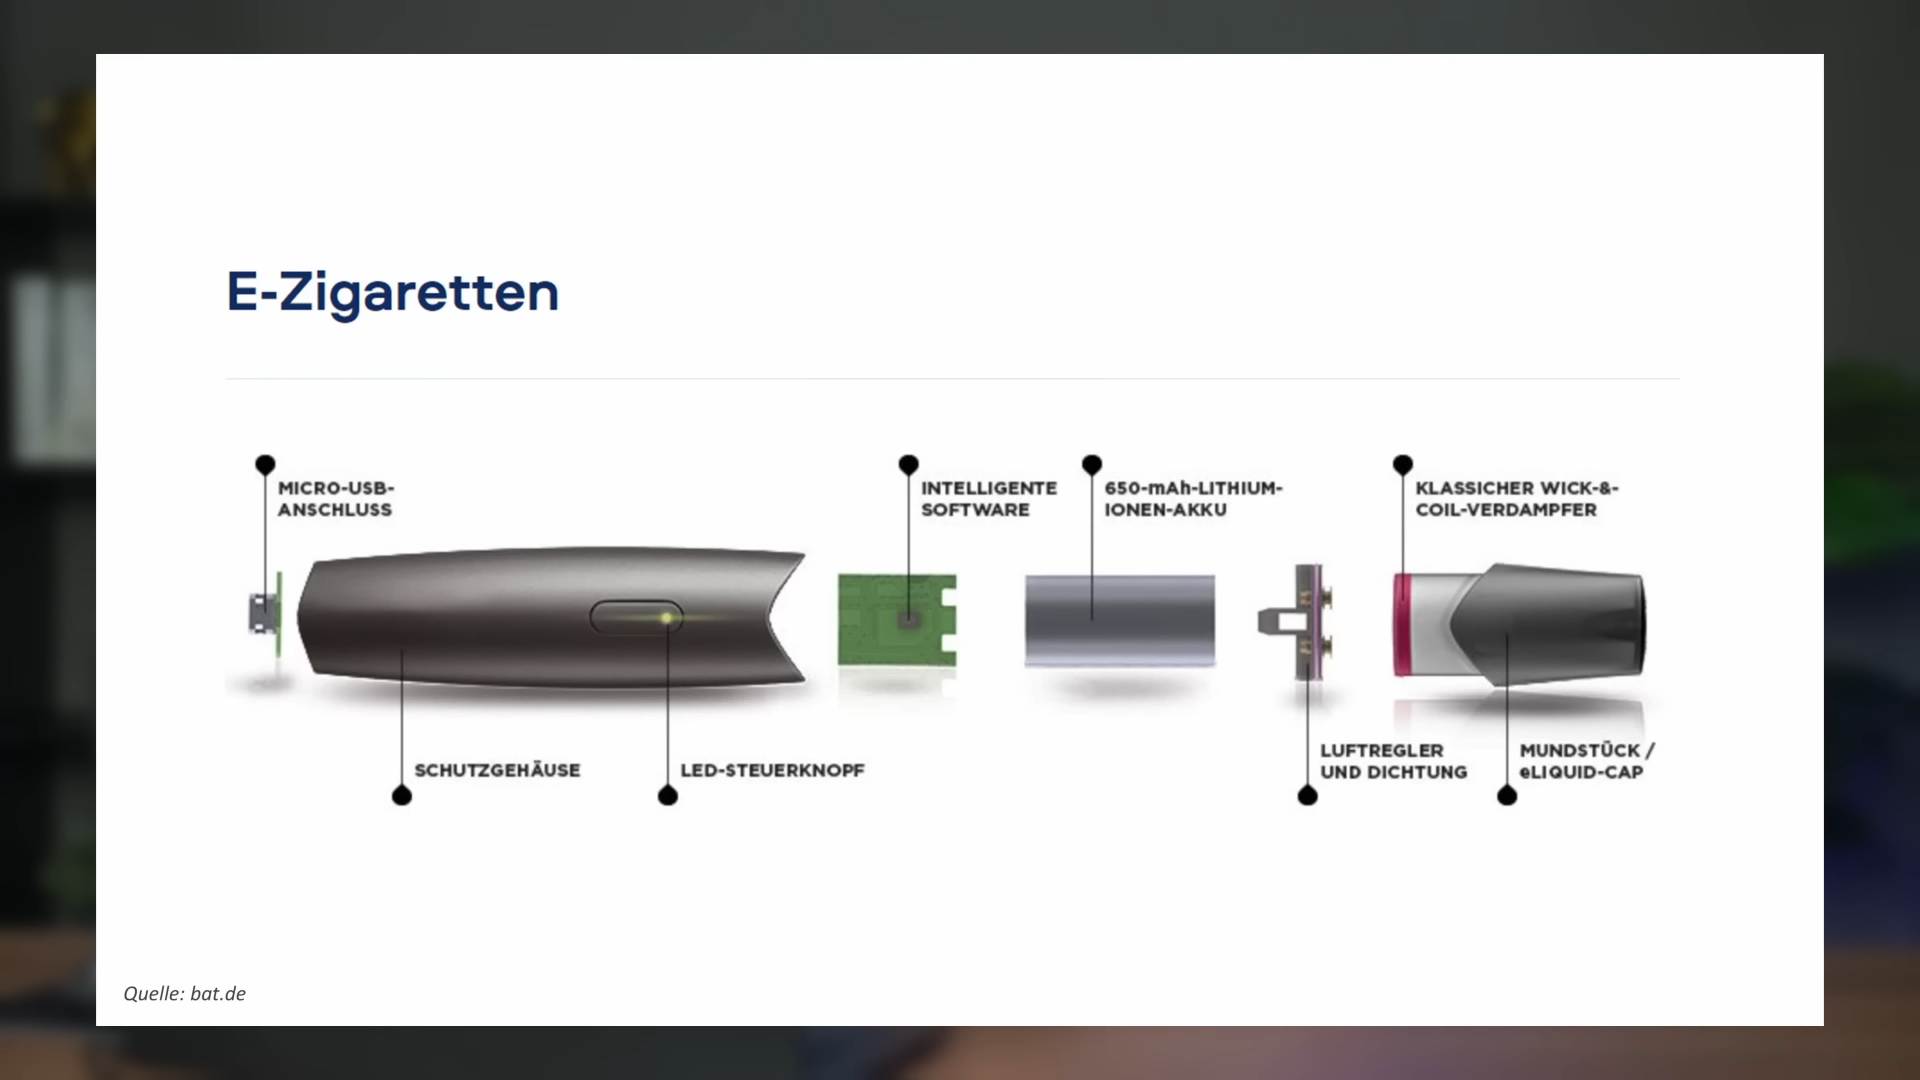 E-Zigaretten
MICRO-USB-
ANSCHLUSS
INTELLIGENTE
SOFTWARE
650-mAh-LITHIUM-
IONEN-AKKU
KLASSICHER WICK-&-
COIL-VERDAMPFER
SCHUTZGEHÄUSE
LED-STEUERKNOPF
LUFTREGLER
UND DICHTUNG
MUNDSTÜCK /
eLIQUID-CAP
Quelle: bat.de